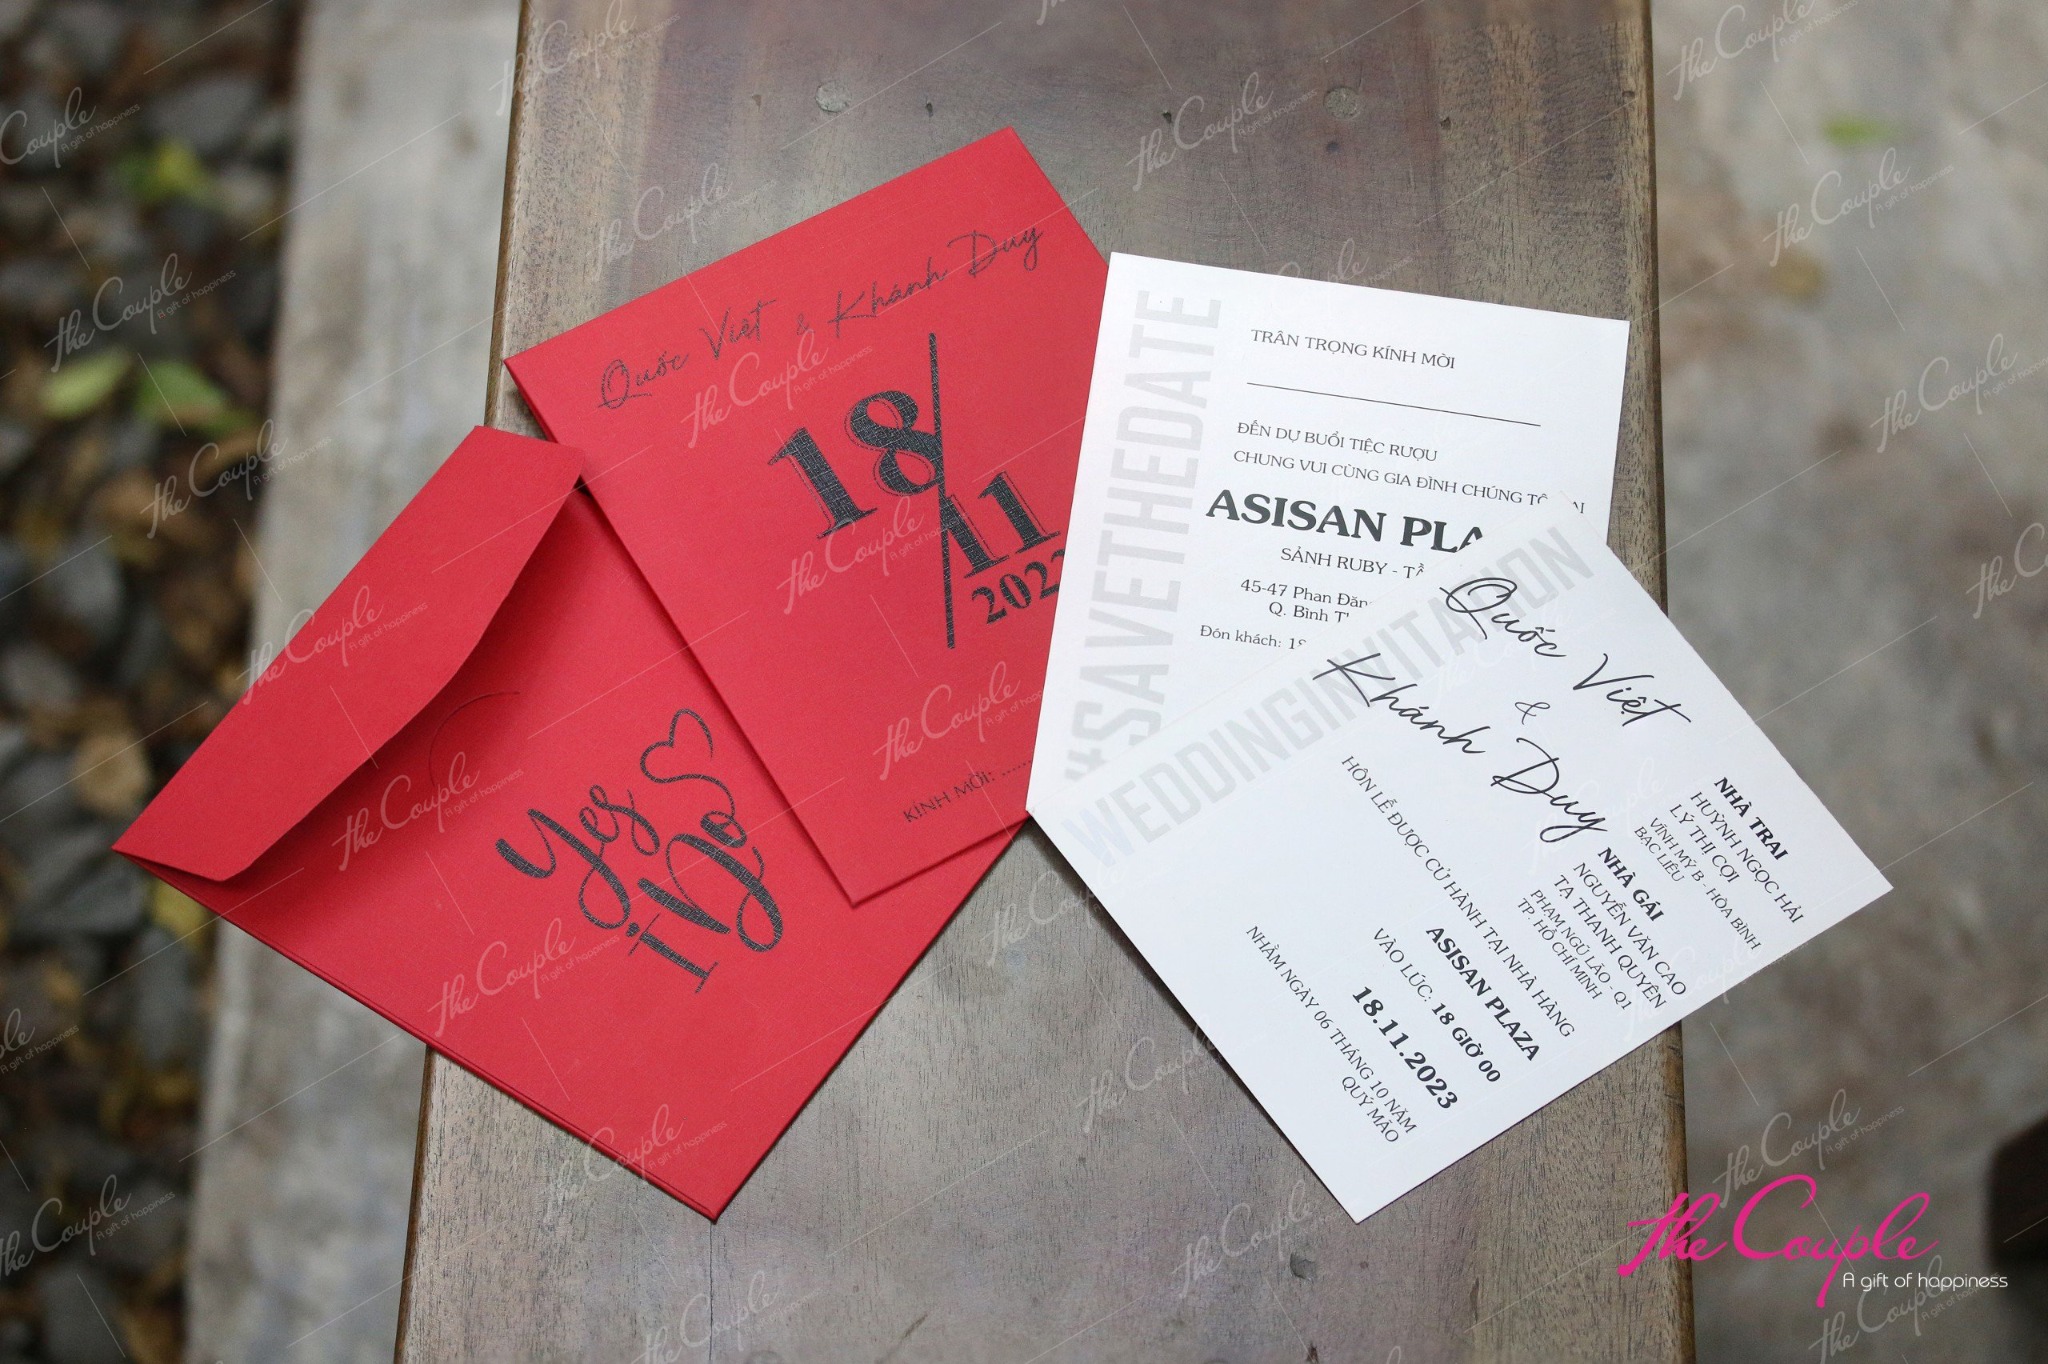 Quốc Việt & Khánh Duy
18/11
202
KÍNH MỜI: ......
Yes
i Do
#SAVETHEDATE
TRÂN TRỌNG KÍNH MỜI
ĐẾN DỰ BUỔI TIỆC RƯỢU
CHUNG VUI CÙNG GIA ĐÌNH CHÚNG
ASISAN
SẢNH RUBY -
45-47 Phan
Q. Bình
Đón khách:
WEDDINGINVITATION
Quốc Việt
&
Khánh Duy
NHÀ TRAI
HUỲNH NGỌC HẢI
LÝ THỊ CỢI
VĨNH MỸ B - HÒA BÌNH
BẠC LIÊU
NHÀ GÁI
NGUYỄN VĂN CAO
TẠ THANH QUYÊN
PHẠM NGŨ LÃO - Q1
TP. HỒ CHÍ MINH
HÔN LỄ ĐƯỢC CỬ HÀNH TẠI NHÀ HÀNG
ASISAN PLAZA
VÀO LÚC: 18 GIỜ 00
18.11.2023
NHẰM NGÀY 06 THÁNG 10 NĂM
QUÝ MÃO
The Couple
A gift of happiness